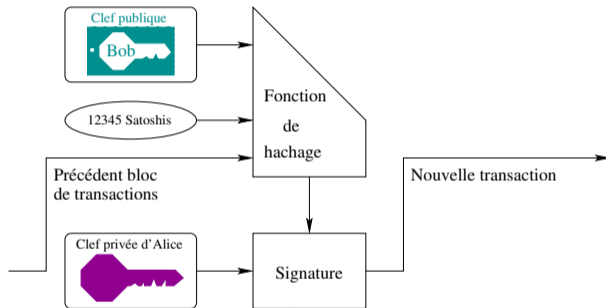 Clef publique
Bob
12345 Satoshis
Fonction
de
hachage
Précédent bloc
de transactions
Nouvelle transaction
Clef privée d'Alice
Signature